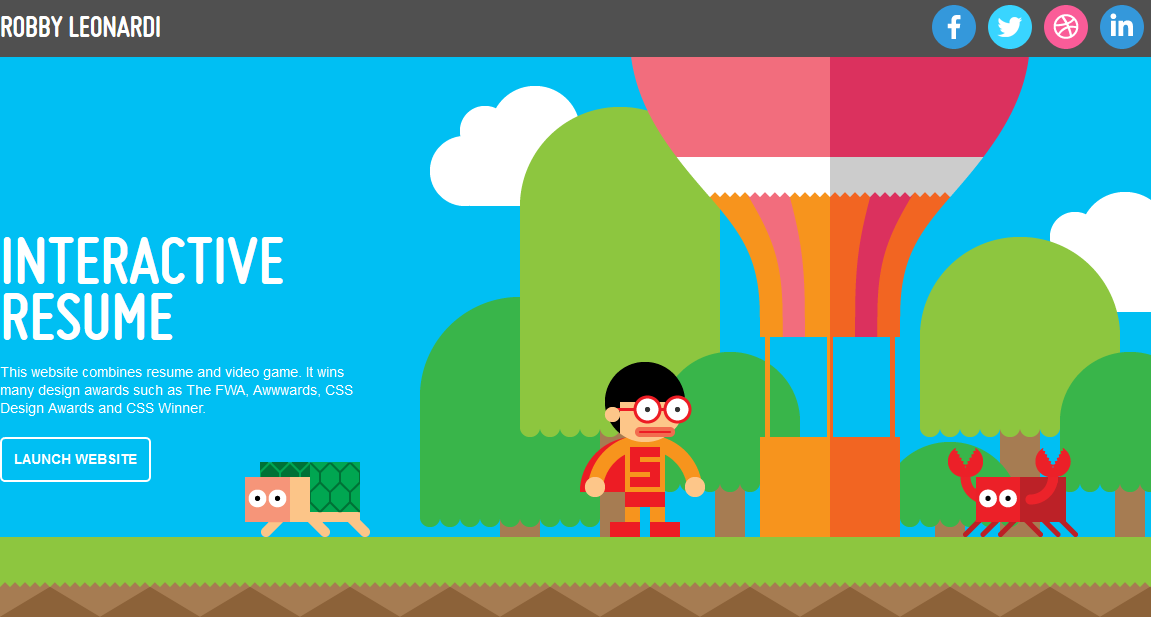 ROBBY LEONARDI
INTERACTIVE
RESUME
This website combines resume and video game. It wins
many design awards such as The FWA, Awwwards, CSS
Design Awards and CSS Winner.
LAUNCH WEBSITE
S